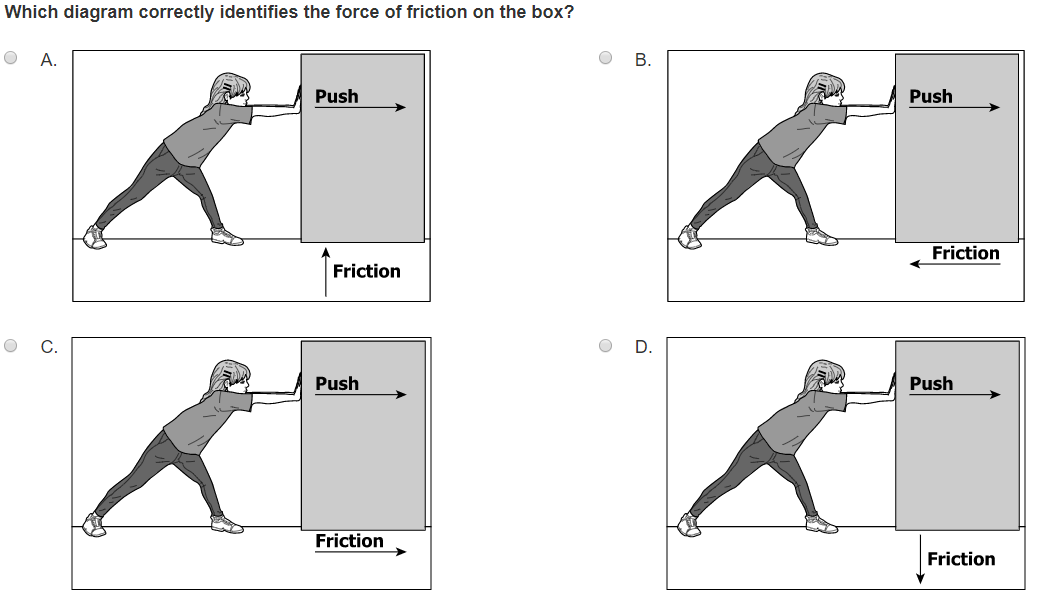 Which diagram correctly identifies the force of friction on the box?
A.
Push
Friction
B.
Push
Friction
C.
Push
Friction
D.
Push
Friction